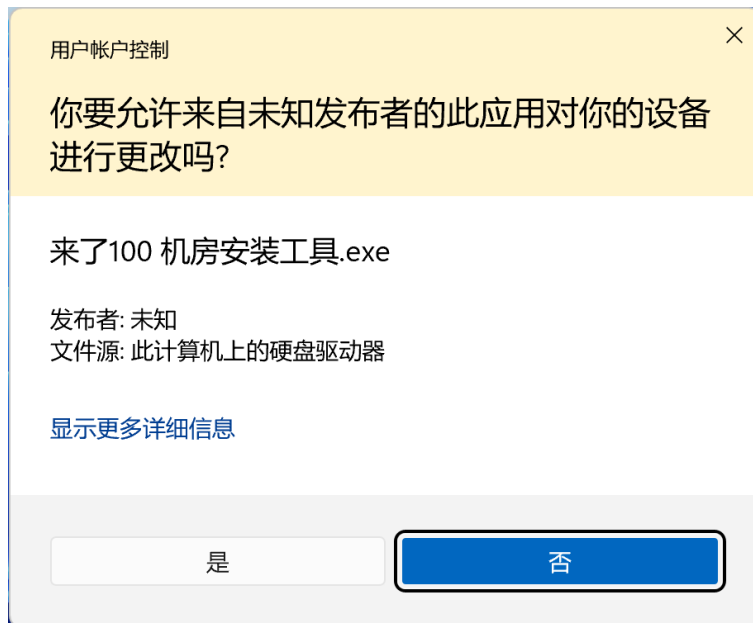 用户帐户控制
你要允许来自未知发布者的此应用对你的设备
进行更改吗?
来了100 机房安装工具.exe
发布者: 未知
文件源: 此计算机上的硬盘驱动器
显示更多详细信息
是
否